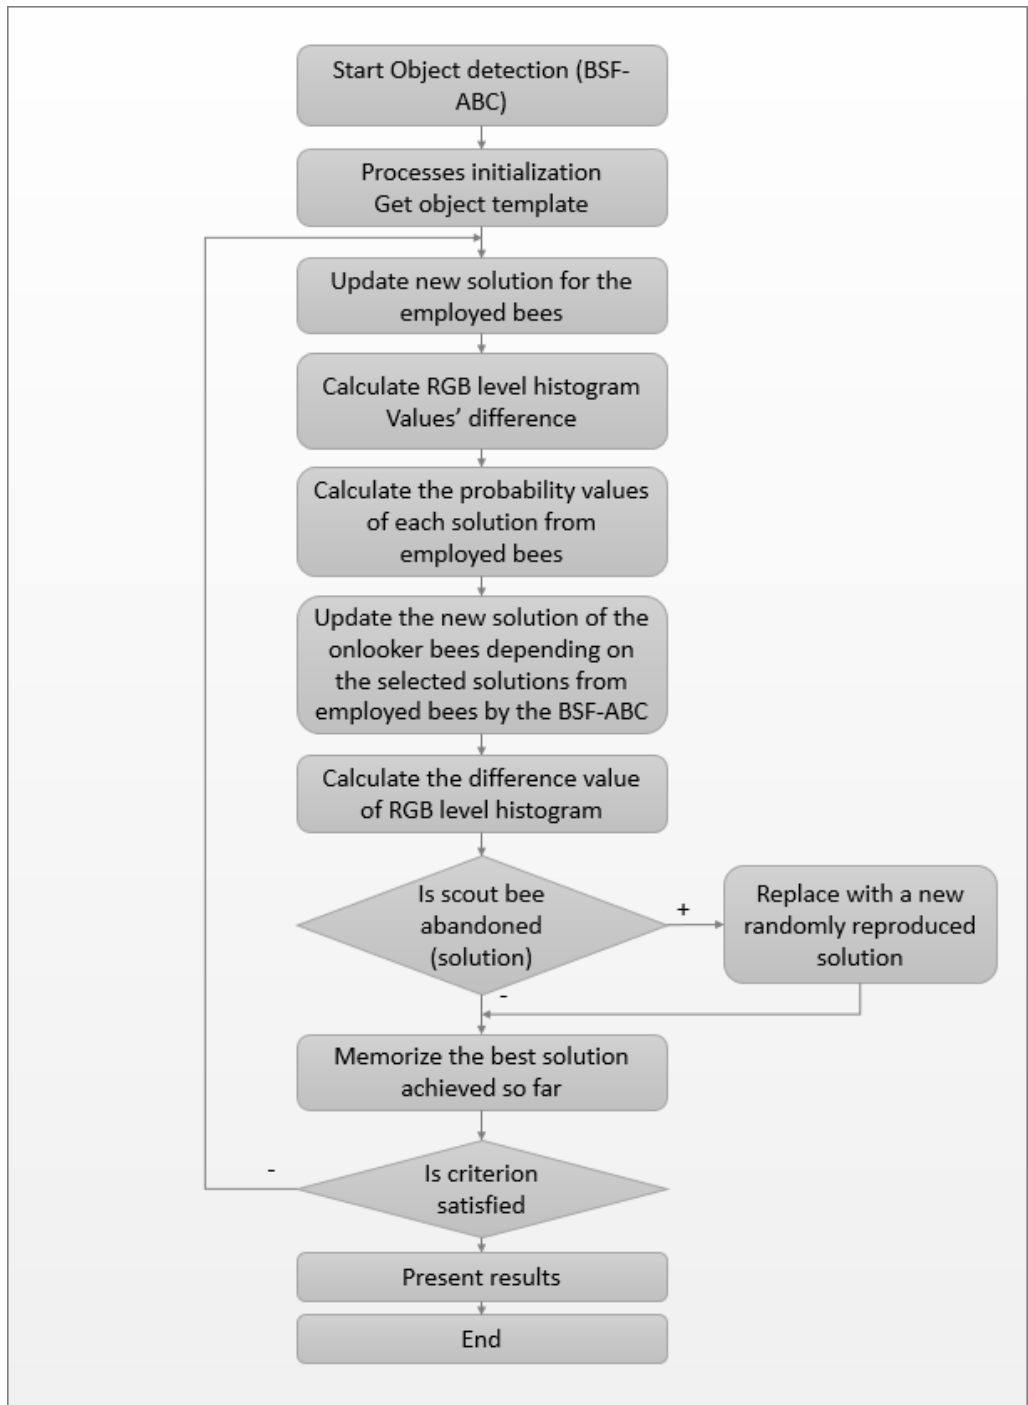 Start Object detection (BSF-
ABC)
Processes initialization
Get object template
Update new solution for the
employed bees
Calculate RGB level histogram
Values’ difference
Calculate the probability values
of each solution from
employed bees
Update the new solution of the
onlooker bees depending on
the selected solutions from
employed bees by the BSF-ABC
Calculate the difference value
of RGB level histogram
Is scout bee
abandoned
(solution)
+
Replace with a new
randomly reproduced
solution
-
Memorize the best solution
achieved so far
-
Is criterion
satisfied
Present results
End